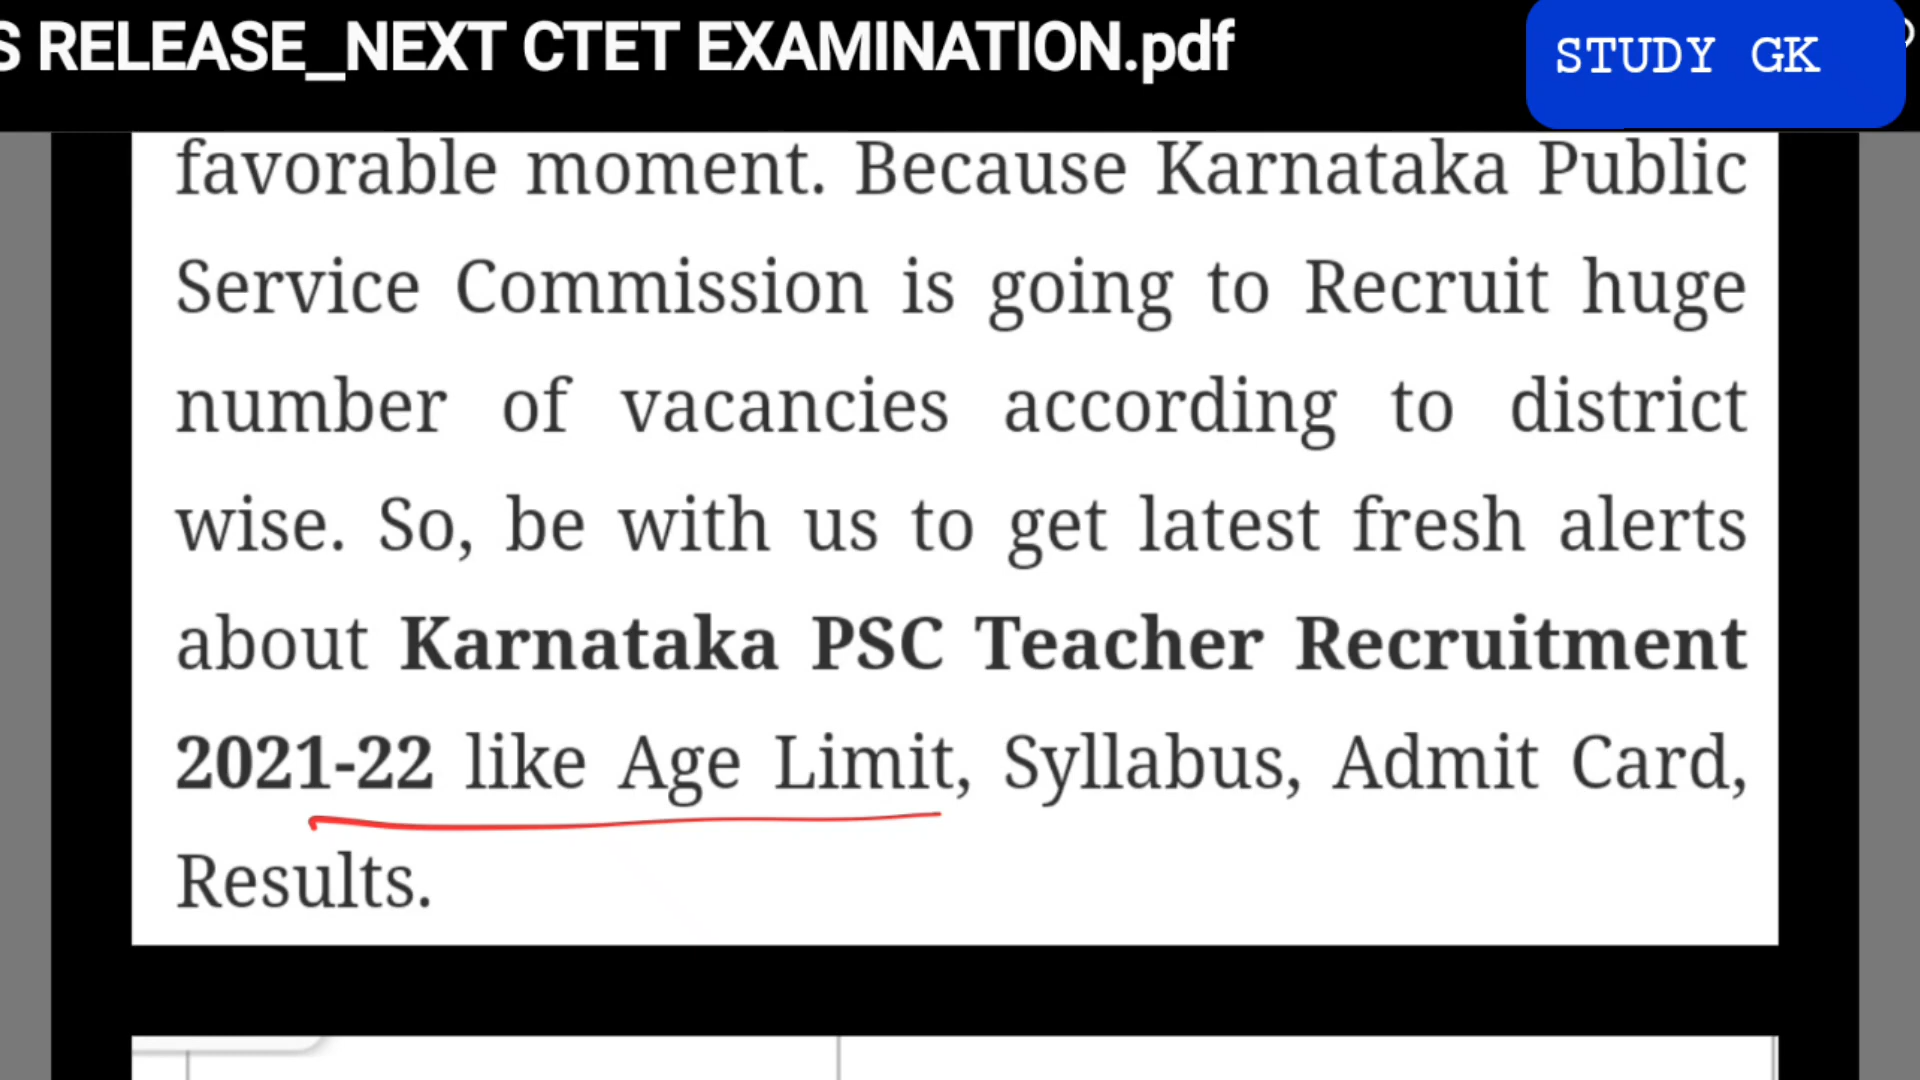 S RELEASE_NEXT CTET EXAMINATION.pdf
STUDY GK
favorable moment. Because Karnataka Public
Service Commission is going to Recruit huge
number of vacancies according to district
wise. So, be with us to get latest fresh alerts
about Karnataka PSC Teacher Recruitment
2021-22 like Age Limit, Syllabus, Admit Card,
Results.